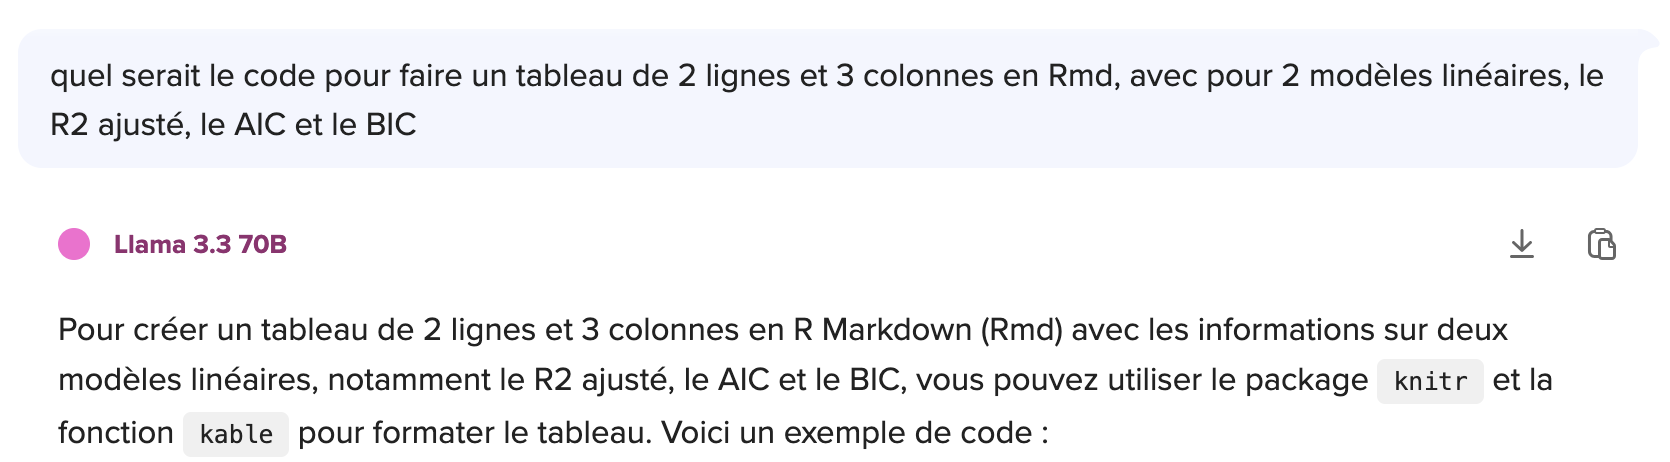 quel serait le code pour faire un tableau de 2 lignes et 3 colonnes en Rmd, avec pour 2 modèles linéaires, le
R2 ajusté, le AIC et le BIC
Llama 3.3 70B
Pour créer un tableau de 2 lignes et 3 colonnes en R Markdown (Rmd) avec les informations sur deux
modèles linéaires, notamment le R2 ajusté, le AIC et le BIC, vous pouvez utiliser le package knitr et la
fonction kable pour formater le tableau. Voici un exemple de code :